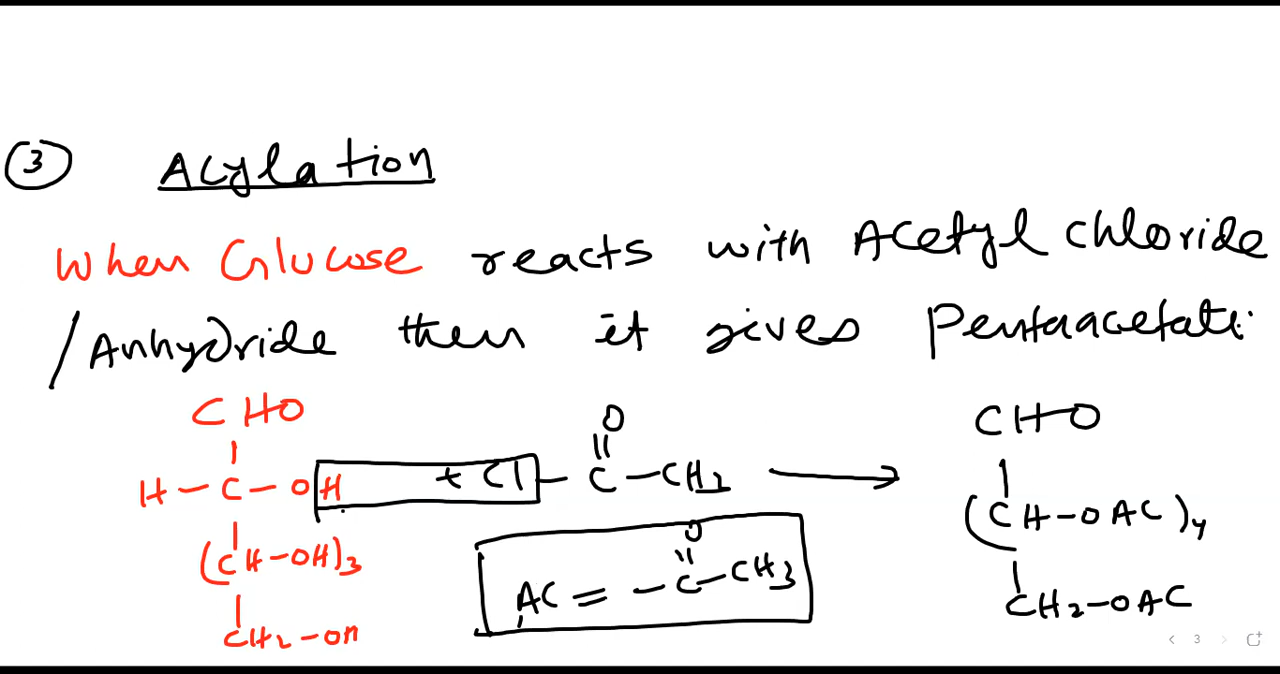 3 Acylation
When Glucose reacts with Acetyl chloride
/Anhydride then it gives Pentaacetate
CHO
H - C - OH + Cl - C - CH3
O
(CH-OH)3
CH2-OH
AC = - C - CH3
O
CHO
(CH-OAC)4
CH2-OAC
3